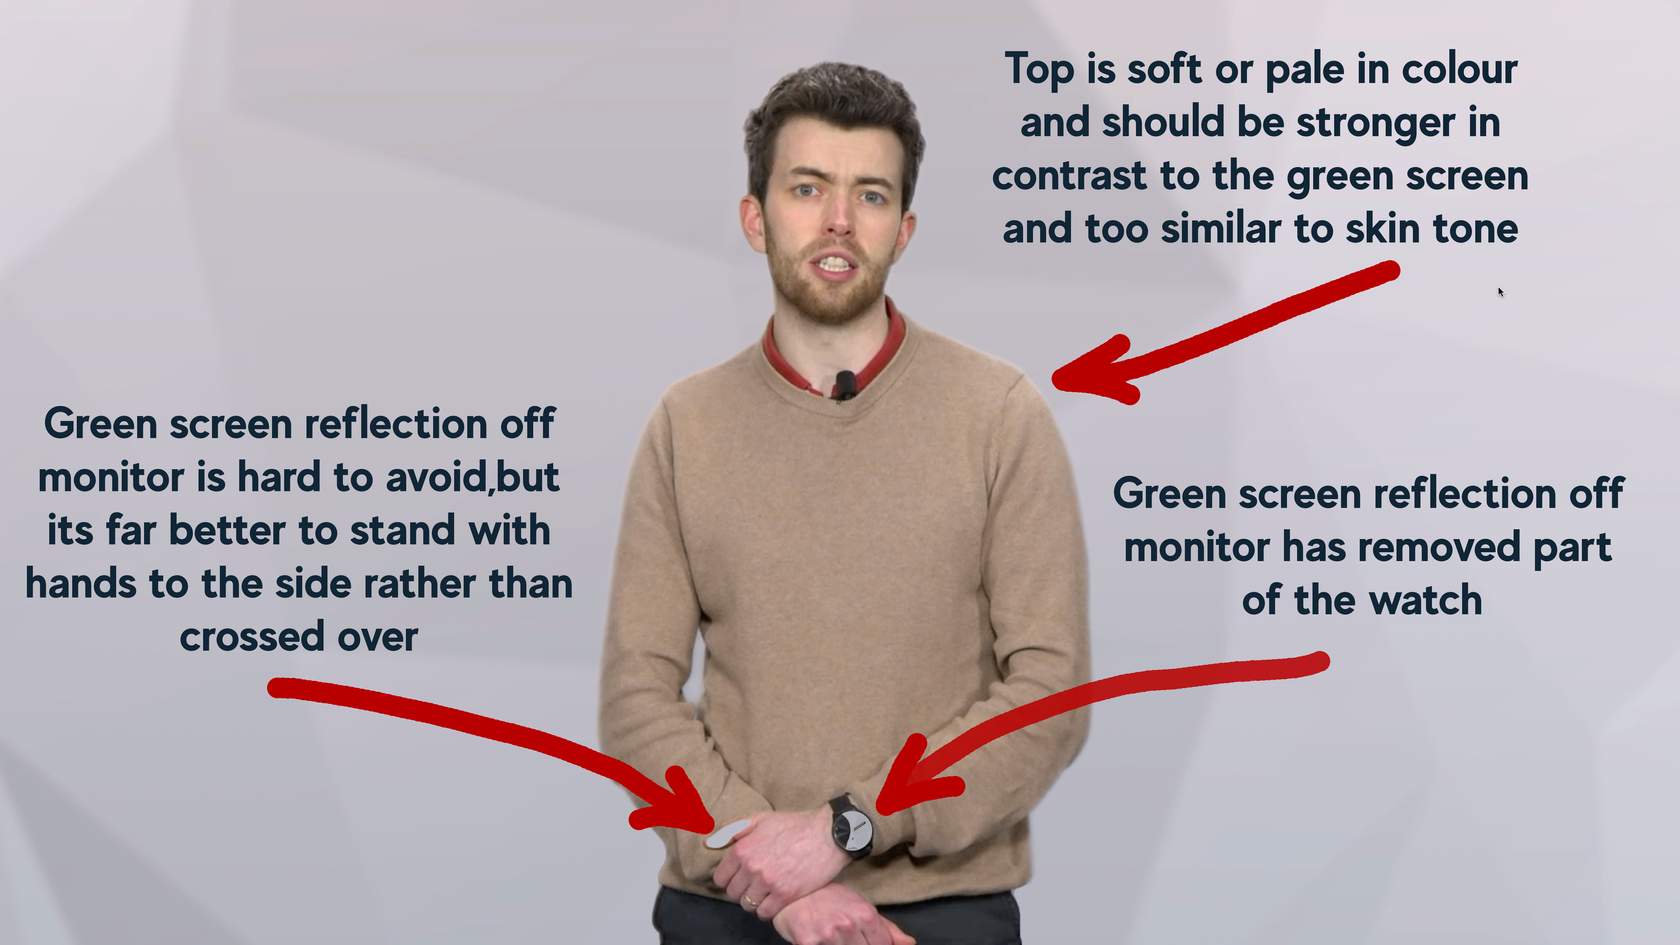 Top is soft or pale in colour
and should be stronger in
contrast to the green screen
and too similar to skin tone
Green screen reflection off
monitor is hard to avoid,but
its far better to stand with
hands to the side rather than
crossed over
Green screen reflection off
monitor has removed part
of the watch